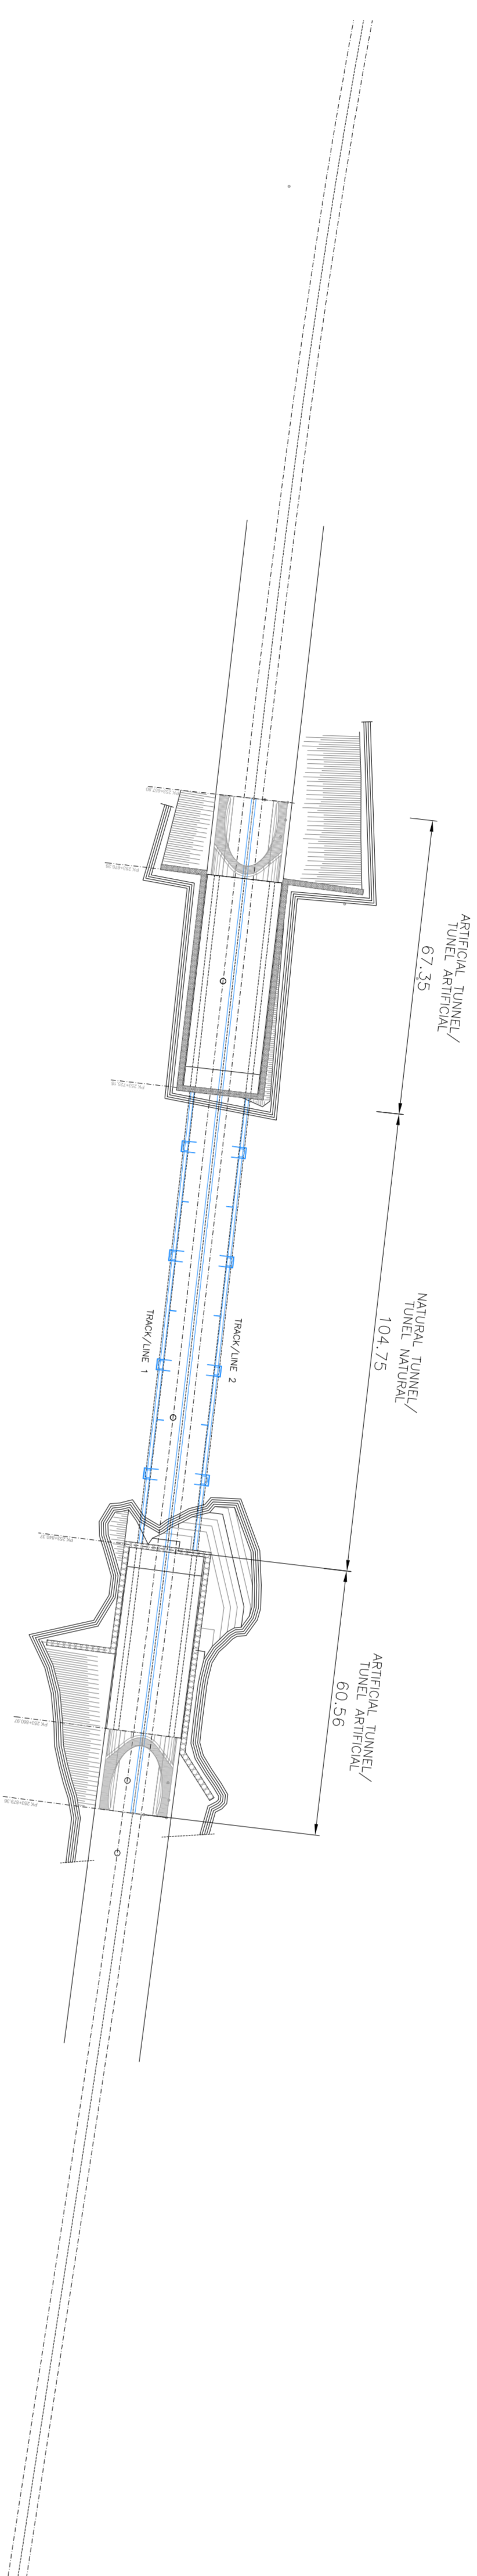 ARTIFICIAL TUNNEL/
TUNEL ARTIFICIAL
67.35
NATURAL TUNNEL/
TUNEL NATURAL
104.75
TRACK/LINE 2
TRACK/LINE 1
ARTIFICIAL TUNNEL/
TUNEL ARTIFICIAL
60.56